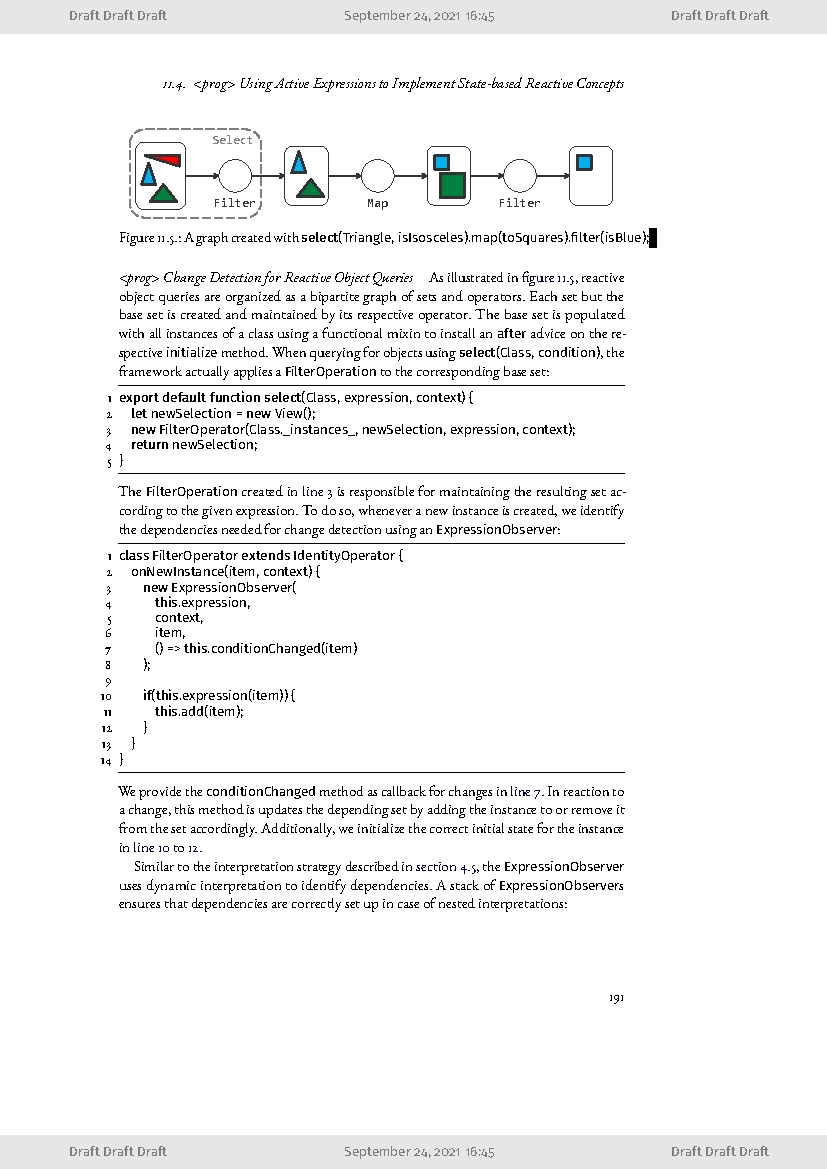 Draft Draft Draft September 24, 2021 16:45 Draft Draft Draft
11.4. <prog> Using Active Expressions to Implement State-based Reactive Concepts
Select
Filter Map Filter
Figure 11.5.: A graph created with select(Triangle, isIsosceles).map(toSquares).filter(isBlue);
<prog> Change Detection for Reactive Object Queries As illustrated in figure 11.5, reactive
object queries are organized as a bipartite graph of sets and operators. Each set but the
base set is created and maintained by its respective operator. The base set is populated
with all instances of a class using a functional mixin to install an after advice on the re-
spective initialize method. When querying for objects using select(Class, condition), the
framework actually applies a FilterOperation to the corresponding base set:
1 export default function select(Class, expression, context) {
2 let newSelection = new View();
3 new FilterOperator(Class._instances_, newSelection, expression, context);
4 return newSelection;
5 }
The FilterOperation created in line 3 is responsible for maintaining the resulting set ac-
cording to the given expression. To do so, whenever a new instance is created, we identify
the dependencies needed for change detection using an ExpressionObserver:
1 class FilterOperator extends IdentityOperator {
2 onNewInstance(item, context) {
3 new ExpressionObserver(
4 this.expression,
5 context,
6 item,
7 () => this.conditionChanged(item)
8 );
9
10 if(this.expression(item)) {
11 this.add(item);
12 }
13 }
14 }
We provide the conditionChanged method as callback for changes in line 7. In reaction to
a change, this method is updates the depending set by adding the instance to or remove it
from the set accordingly. Additionally, we initialize the correct initial state for the instance
in line 10 to 12.
Similar to the interpretation strategy described in section 4.5, the ExpressionObserver
uses dynamic interpretation to identify dependencies. A stack of ExpressionObservers
ensures that dependencies are correctly set up in case of nested interpretations:
191
Draft Draft Draft September 24, 2021 16:45 Draft Draft Draft